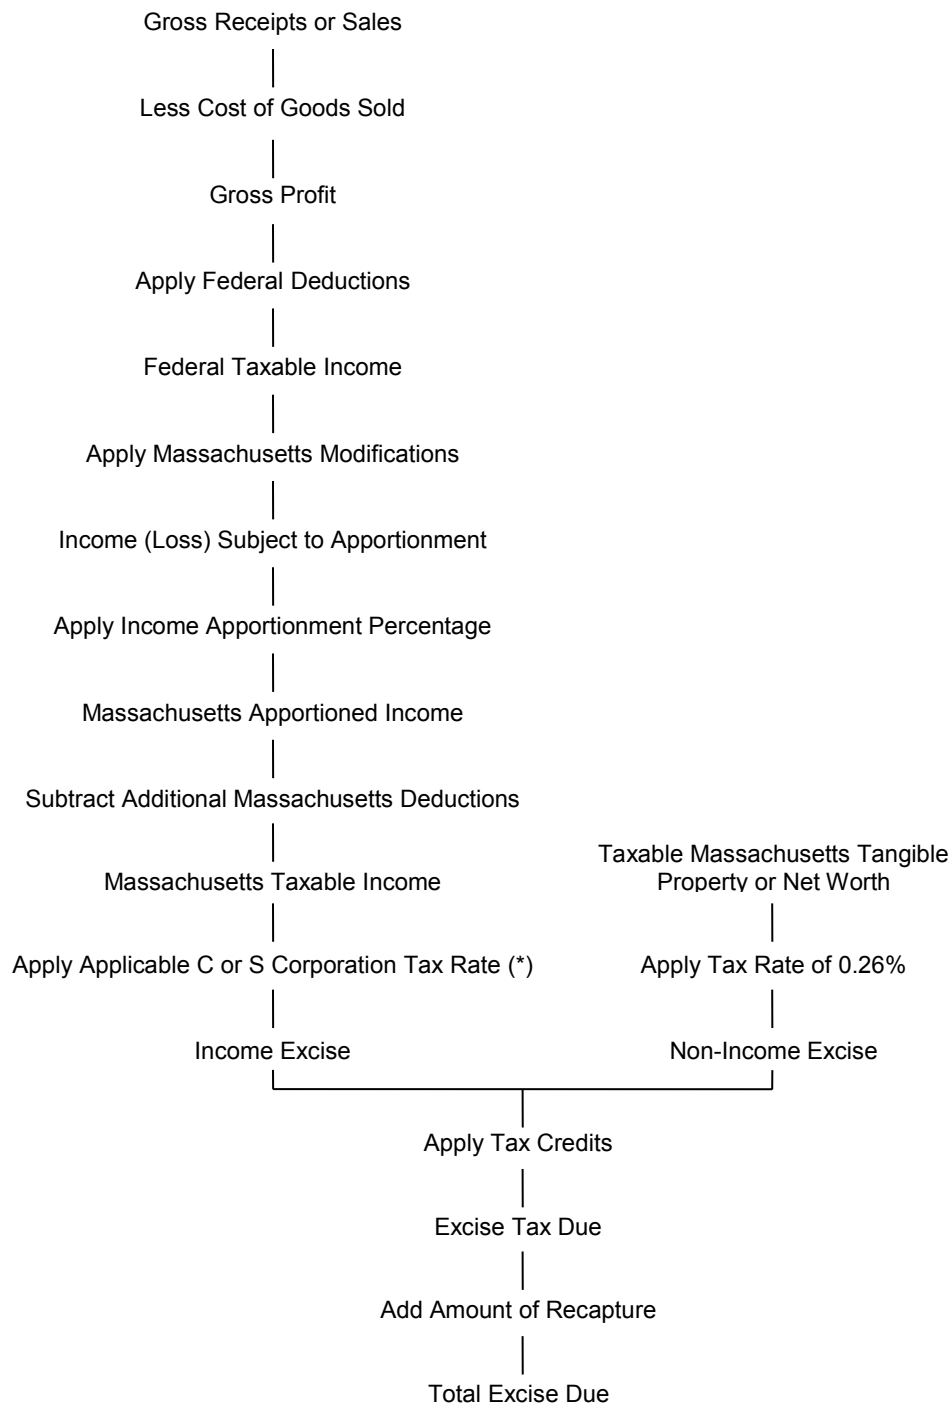 Gross Receipts or Sales
Less Cost of Goods Sold
Gross Profit
Apply Federal Deductions
Federal Taxable Income
Apply Massachusetts Modifications
Income (Loss) Subject to Apportionment
Apply Income Apportionment Percentage
Massachusetts Apportioned Income
Subtract Additional Massachusetts Deductions
Massachusetts Taxable Income
Taxable Massachusetts Tangible
Property or Net Worth
Apply Applicable C or S Corporation Tax Rate (*)
Apply Tax Rate of 0.26%
Income Excise
Non-Income Excise
Apply Tax Credits
Excise Tax Due
Add Amount of Recapture
Total Excise Due